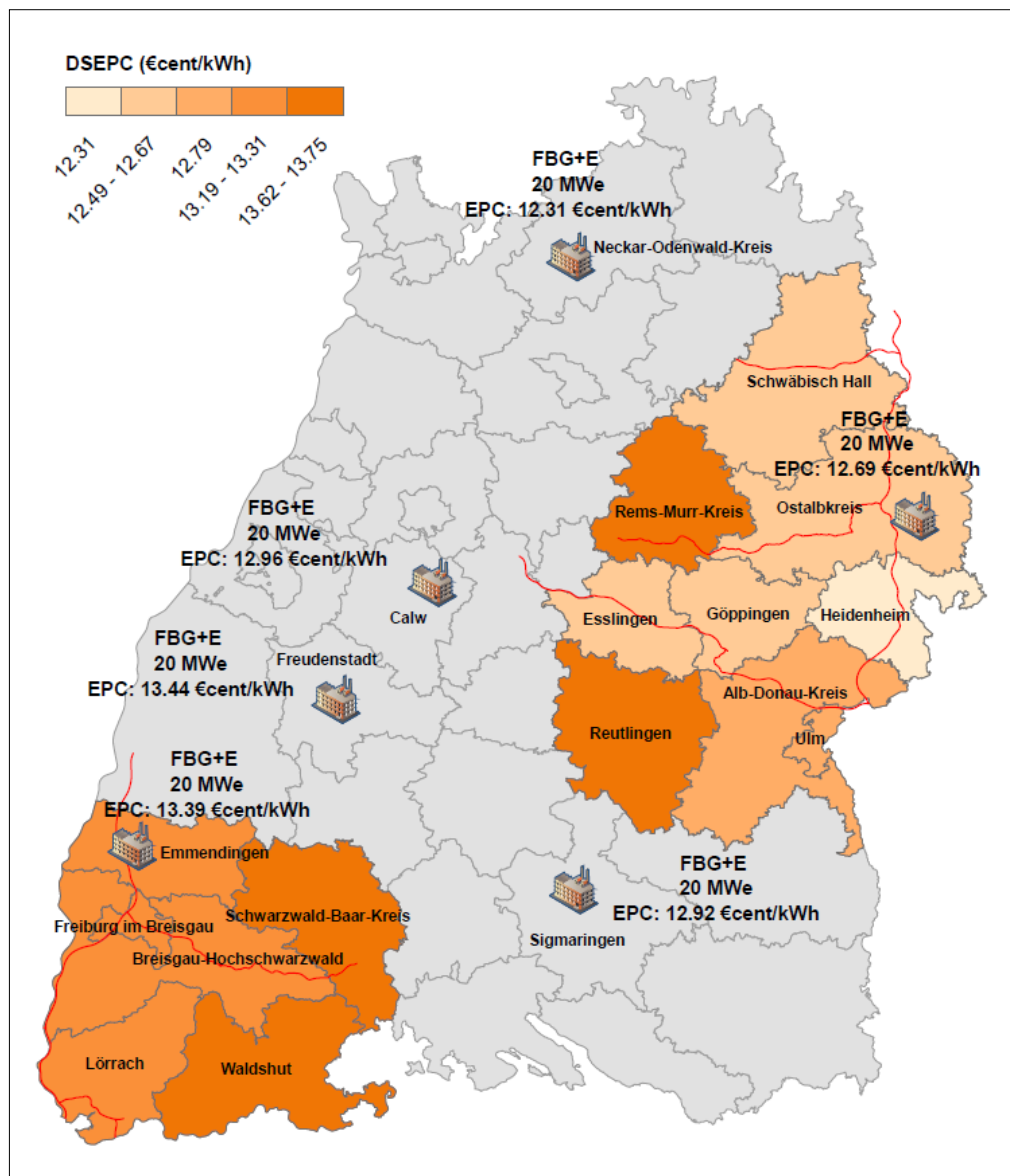 DSEPC (€cent/kWh)
12.31
12.49 - 12.67
12.79
13.19 - 13.31
13.62 - 13.75
FBG+E
20 MWe
EPC: 12.31 €cent/kWh
Neckar-Odenwald-Kreis
Schwäbisch Hall
FBG+E
20 MWe
EPC: 12.69 €cent/kWh
Ostalbkreis
Rems-Murr-Kreis
FBG+E
20 MWe
EPC: 12.96 €cent/kWh
Calw
Esslingen
Göppingen
Heidenheim
FBG+E
20 MWe
EPC: 13.44 €cent/kWh
Freudenstadt
Alb-Donau-Kreis
Reutlingen
Ulm
FBG+E
20 MWe
EPC: 13.39 €cent/kWh
Emmendingen
FBG+E
20 MWe
EPC: 12.92 €cent/kWh
Sigmaringen
Schwarzwald-Baar-Kreis
Freiburg im Breisgau
Breisgau-Hochschwarzwald
Lörrach
Waldshut